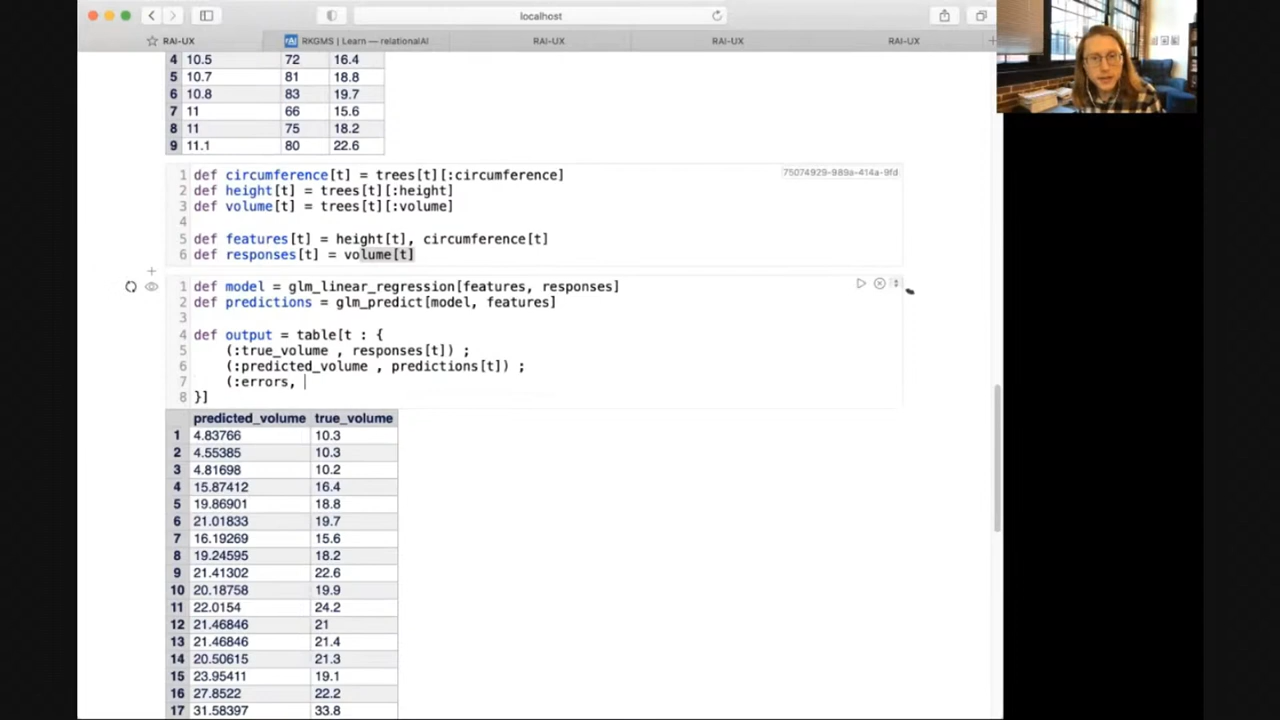 localhost
RAI-UX
RKGMS | Learn — relationalAI
RAI-UX
RAI-UX
RAI-UX
4 10.5 72 16.4
5 10.7 81 18.8
6 10.8 83 19.7
7 11 66 15.6
8 11 75 18.2
9 11.1 80 22.6
1 def circumference[t] = trees[t][:circumference]
75074929-989a-414a-9fd
2 def height[t] = trees[t][:height]
3 def volume[t] = trees[t][:volume]
4
5 def features[t] = height[t], circumference[t]
6 def responses[t] = volume[t]
1 def model = glm_linear_regression[features, responses]
2 def predictions = glm_predict[model, features]
3
4 def output = table[t : {
5 (:true_volume , responses[t]) ;
6 (:predicted_volume , predictions[t]) ;
7 (:errors,
8 }]
predicted_volume true_volume
1 4.83766 10.3
2 4.55385 10.3
3 4.81698 10.2
4 15.87412 16.4
5 19.86901 18.8
6 21.01833 19.7
7 16.19269 15.6
8 19.24595 18.2
9 21.41302 22.6
10 20.18758 19.9
11 22.0154 24.2
12 21.46846 21
13 21.46846 21.4
14 20.50615 21.3
15 23.95411 19.1
16 27.8522 22.2
17 31.58397 33.8